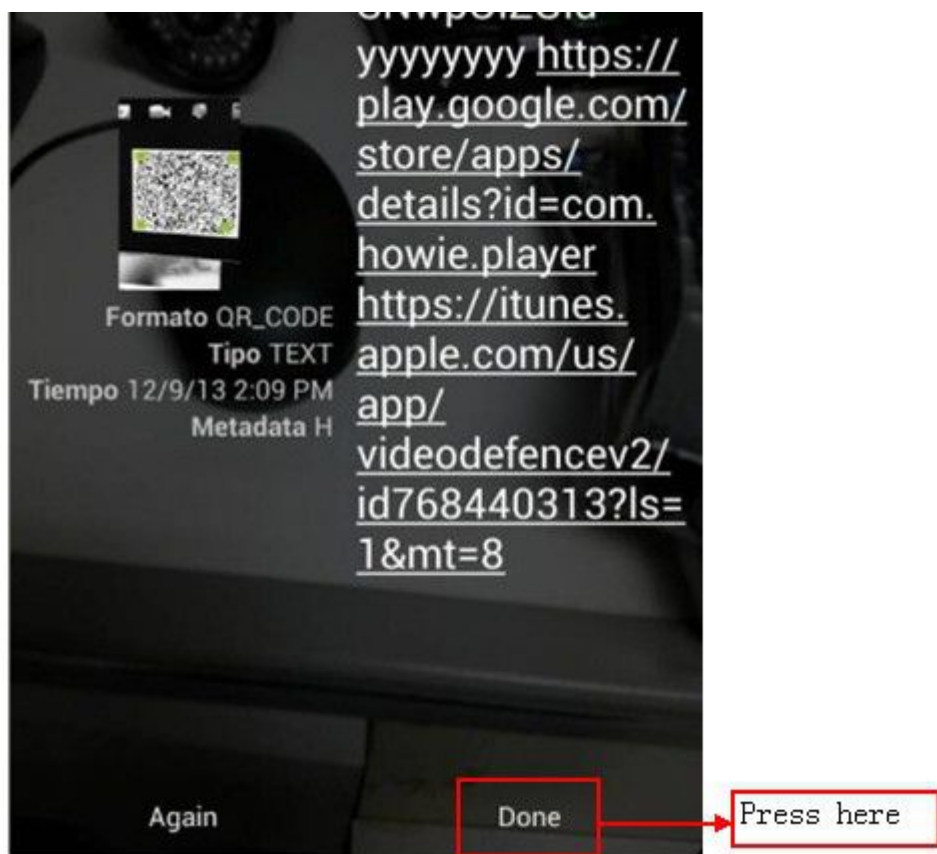 yyyyyyyy https://
play.google.com/
store/apps/
details?id=com.
howie.player
https://itunes.
apple.com/us/
app/
videodefencev2/
id768440313?ls=
1&mt=8
Formato QR_CODE
Tipo TEXT
Tiempo 12/9/13 2:09 PM
Metadata H
Again
Done
Press here